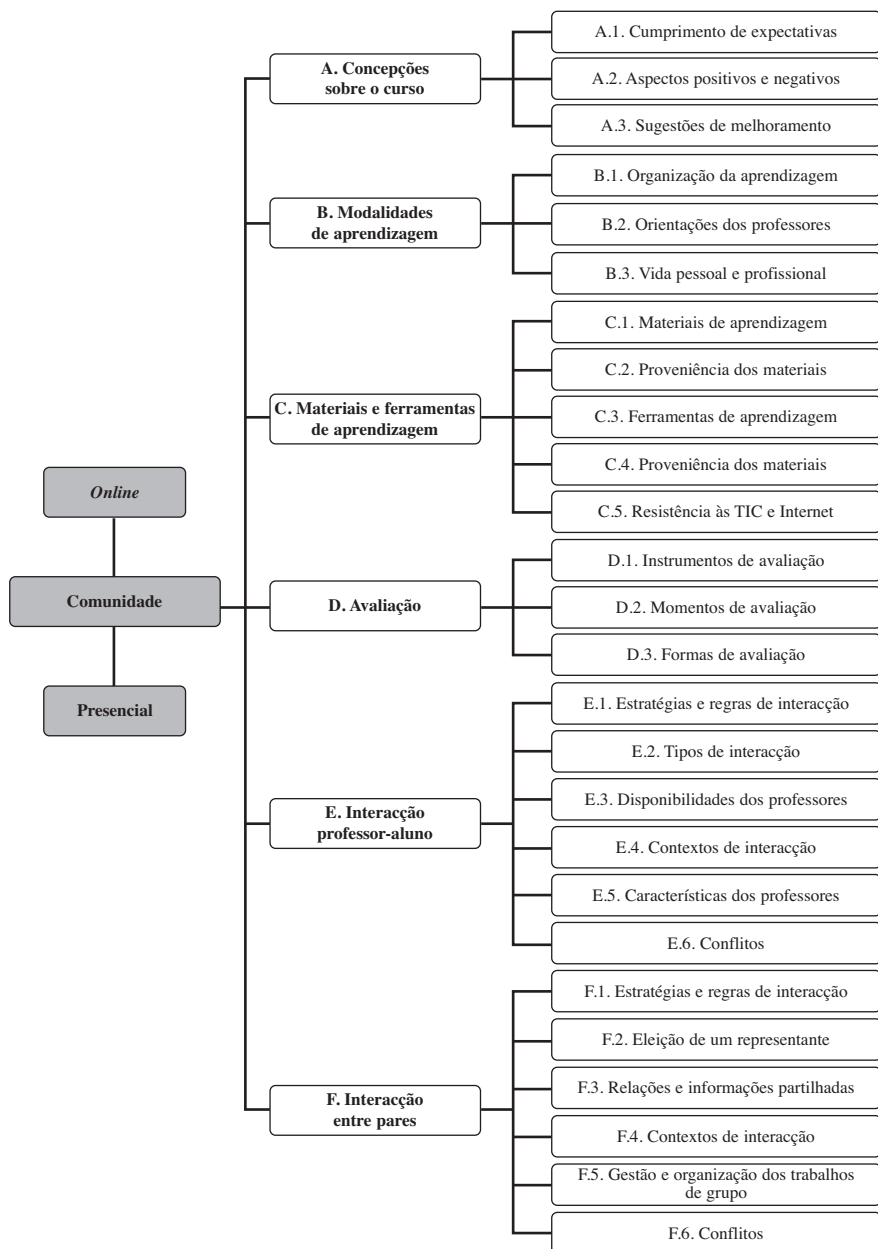 Online
Comunidade
Presencial
A. Concepções
sobre o curso
A.1. Cumprimento de expectativas
A.2. Aspectos positivos e negativos
A.3. Sugestões de melhoramento
B. Modalidades
de aprendizagem
B.1. Organização da aprendizagem
B.2. Orientações dos professores
B.3. Vida pessoal e profissional
C. Materiais e ferramentas
de aprendizagem
C.1. Materiais de aprendizagem
C.2. Proveniência dos materiais
C.3. Ferramentas de aprendizagem
C.4. Proveniência dos materiais
C.5. Resistência às TIC e Internet
D. Avaliação
D.1. Instrumentos de avaliação
D.2. Momentos de avaliação
D.3. Formas de avaliação
E. Interacção
professor-aluno
E.1. Estratégias e regras de interacção
E.2. Tipos de interacção
E.3. Disponibilidades dos professores
E.4. Contextos de interacção
E.5. Características dos professores
E.6. Conflitos
F. Interacção
entre pares
F.1. Estratégias e regras de interacção
F.2. Eleição de um representante
F.3. Relações e informações partilhadas
F.4. Contextos de interacção
F.5. Gestão e organização dos trabalhos
de grupo
F.6. Conflitos